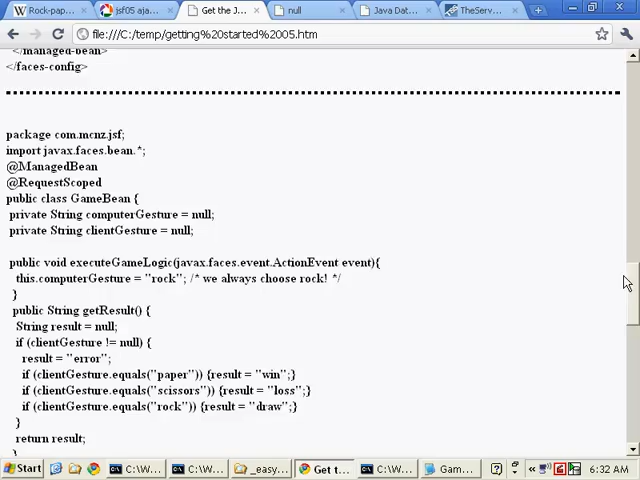 Rock-pap...
jsf05 aja...
Get the J...
null
Java Dat...
TheServ...
file:///C:/temp/getting%20started%2005.htm
</managed-bean>
</faces-config>
package com.mcnz.jsf;
import javax.faces.bean.*;
@ManagedBean
@RequestScoped
public class GameBean {
private String computerGesture = null;
private String clientGesture = null;
public void executeGameLogic(javax.faces.event.ActionEvent event){
this.computerGesture = "rock"; /* we always choose rock! */
}
public String getResult() {
String result = null;
if (clientGesture != null) {
result = "error";
if (clientGesture.equals("paper")) {result = "win";}
if (clientGesture.equals("scissors")) {result = "loss";}
if (clientGesture.equals("rock")) {result = "draw";}
}
return result;
}
Start
C:\W...
C:\W...
_easy...
Get t...
C:\W...
Gam...
6:32 AM